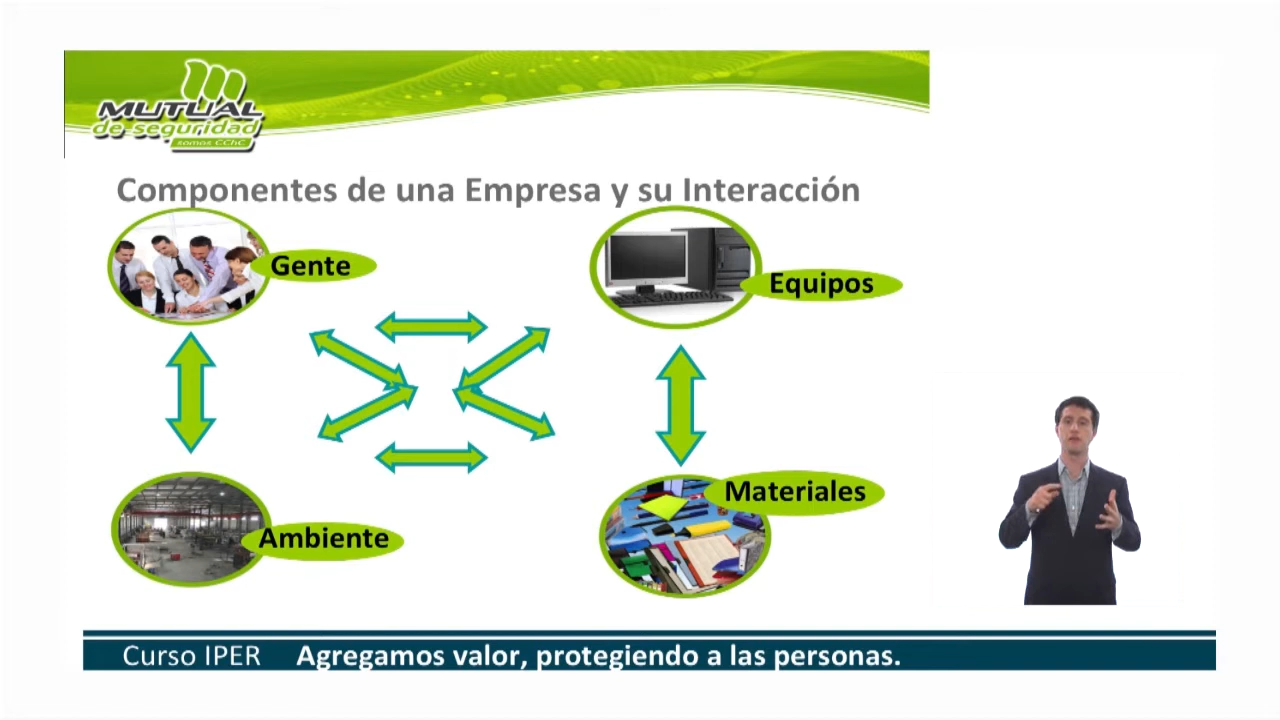 MUTUAL
de seguridad
somos CChC
Componentes de una Empresa y su Interacción
Gente
Equipos
Materiales
Ambiente
Curso IPER Agregamos valor, protegiendo a las personas.